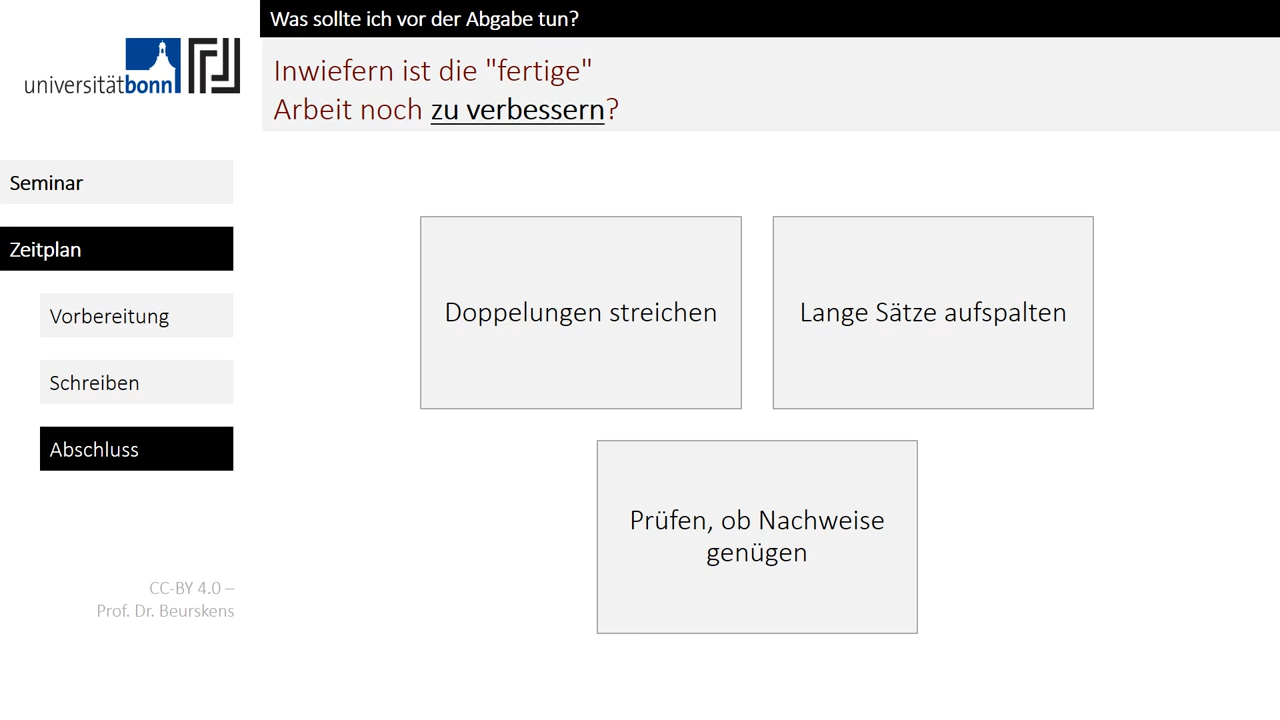 Was sollte ich vor der Abgabe tun?
universitätbonn
Inwiefern ist die "fertige"
Arbeit noch zu verbessern?
Seminar
Zeitplan
Vorbereitung
Schreiben
Abschluss
Doppelungen streichen
Lange Sätze aufspalten
Prüfen, ob Nachweise
genügen
CC-BY 4.0 –
Prof. Dr. Beurskens